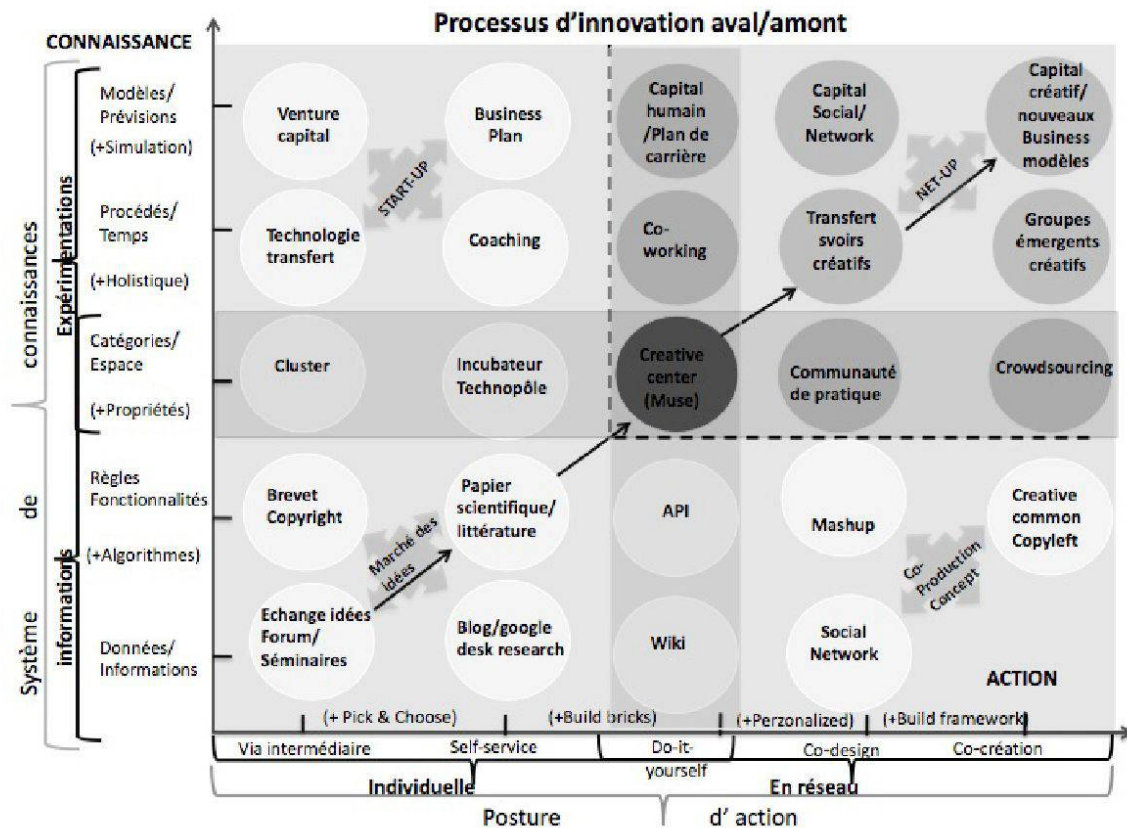 Processus d'innovation aval/amont
CONNAISSANCE
Modèles/
Prévisions
(+Simulation)
Procédés/
Temps
(+Holistique)
Catégories/
Espace
(+Propriétés)
Règles
Fonctionnalités
(+Algorithmes)
Données/
Informations
Système
de
connaissances
Expérimentations
informations
Venture
capital
Business
Plan
Capital
humain
/Plan de
carrière
Capital
Social/
Network
Capital
créatif/
nouveaux
Business
modèles
START-UP
NET-UP
Technologie
transfert
Coaching
Co-
working
Transfert
svoirs
créatifs
Groupes
émergents
créatifs
Cluster
Incubateur
Technopôle
Creative
center
(Muse)
Communauté
de pratique
Crowdsourcing
Brevet
Copyright
Papier
scientifique/
littérature
API
Mashup
Creative
common
Copyleft
Marché des
idées
Co-
Production
Concept
Echange idées
Forum/
Séminaires
Blog/google
desk research
Wiki
Social
Network
ACTION
(+ Pick & Choose)
(+Build bricks)
(+Perzonalized)
(+Build framework)
Via intermédiaire
Self-service
Do-it-
yourself
Co-design
Co-création
Individuelle
En réseau
Posture
d' action